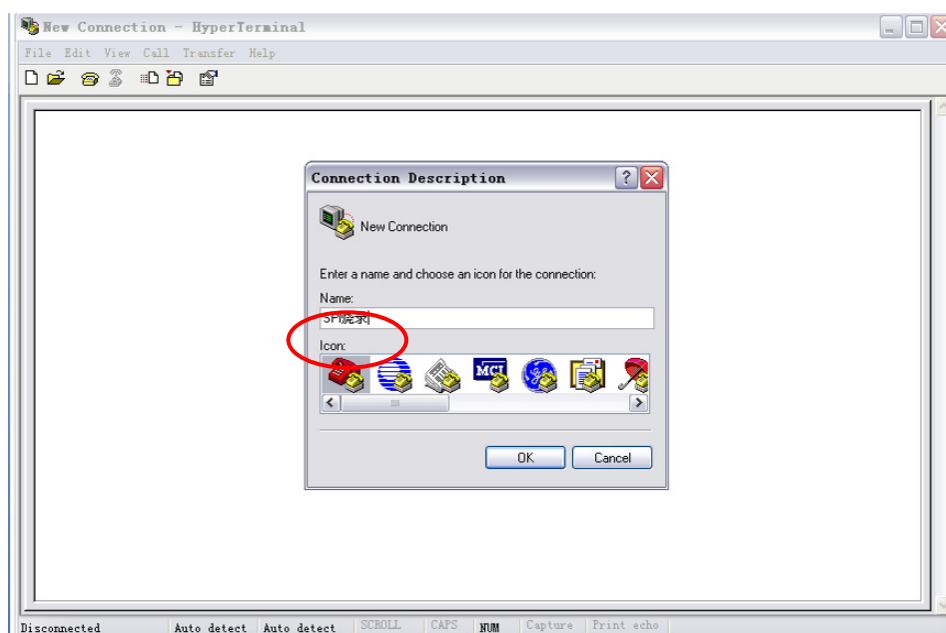 New Connection - HyperTerminal
File Edit View Call Transfer Help
Connection Description
New Connection
Enter a name and choose an icon for the connection:
Name:
SPI烧录
Icon:
MCI
OK Cancel
Disconnected Auto detect Auto detect SCROLL CAPS NUM Capture Print echo